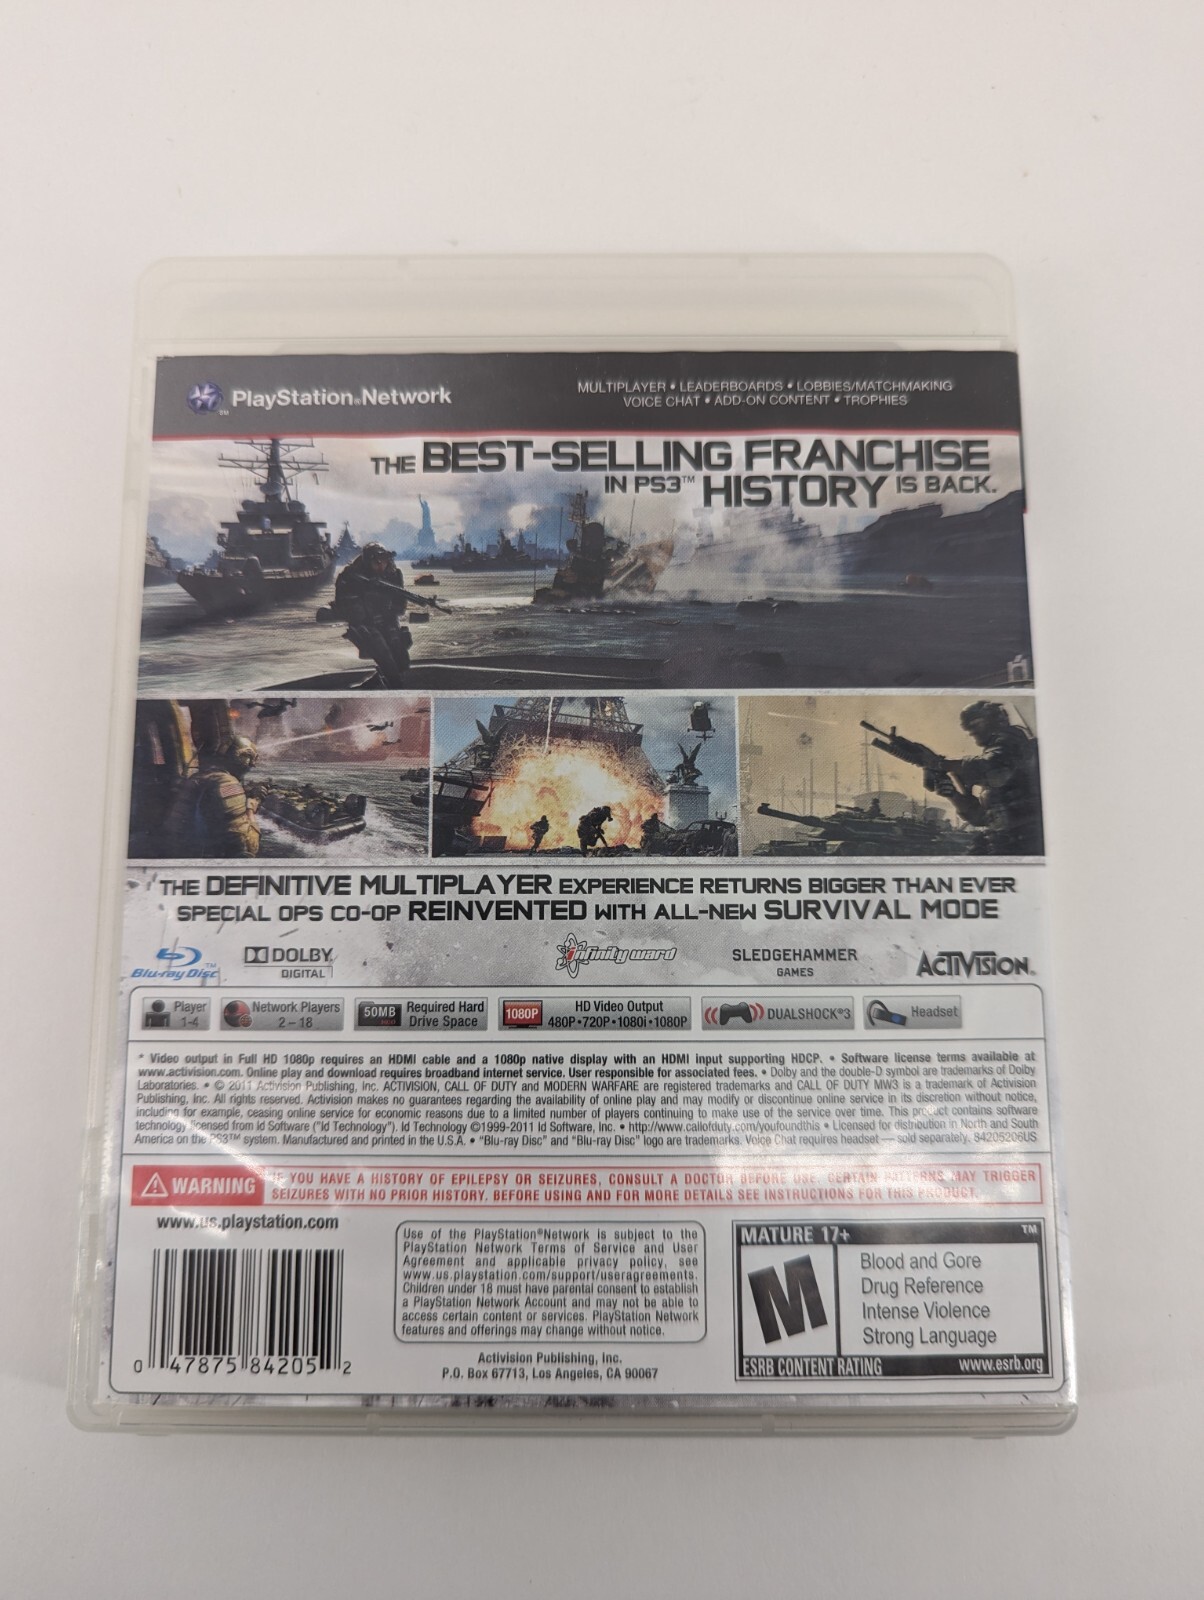 PlayStation®Network
MULTIPLAYER • LEADERBOARDS • LOBBIES/MATCHMAKING
VOICE CHAT • ADD-ON CONTENT • TROPHIES
THE BEST-SELLING FRANCHISE
IN PS3™ HISTORY IS BACK.
THE DEFINITIVE MULTIPLAYER EXPERIENCE RETURNS BIGGER THAN EVER
SPECIAL OPS CO-OP REINVENTED WITH ALL-NEW SURVIVAL MODE
Blu-ray Disc™
DOLBY
DIGITAL
infinity ward
SLEDGEHAMMER
GAMES
ACTIVISION.
Player
1-4
Network Players
2 – 18
50MB
Required Hard
Drive Space
1080P
HD Video Output
480P•720P•1080i•1080P
DUALSHOCK®3
Headset
* Video output in Full HD 1080p requires an HDMI cable and a 1080p native display with an HDMI input supporting HDCP. • Software license terms available at
www.activision.com. Online play and download requires broadband internet service. User responsible for associated fees. • Dolby and the double-D symbol are trademarks of Dolby
Laboratories. • © 2011 Activision Publishing, Inc. ACTIVISION, CALL OF DUTY and MODERN WARFARE are registered trademarks and CALL OF DUTY MW3 is a trademark of Activision
Publishing, Inc. All rights reserved. Activision makes no guarantees regarding the availability of online play and may modify or discontinue online service in its discretion without notice,
including for example, ceasing online service for economic reasons due to a limited number of players continuing to make use of the service over time. This product contains software
technology licensed from Id Software ("Id Technology"). Id Technology ©1999-2011 Id Software, Inc. • http://www.callofduty.com/youfoundthis • Licensed for distribution in North and South
America on the PS3™ system. Manufactured and printed in the U.S.A. • "Blu-ray Disc" and "Blu-ray Disc" logo are trademarks. Voice Chat requires headset — sold separately. 84205206US
WARNING
IF YOU HAVE A HISTORY OF EPILEPSY OR SEIZURES, CONSULT A DOCTOR BEFORE USE. CERTAIN PATTERNS MAY TRIGGER
SEIZURES WITH NO PRIOR HISTORY. BEFORE USING AND FOR MORE DETAILS SEE INSTRUCTIONS FOR THIS PRODUCT.
www.us.playstation.com
0 47875 84205 2
Use of the PlayStation®Network is subject to the
PlayStation Network Terms of Service and User
Agreement and applicable privacy policy, see
www.us.playstation.com/support/useragreements.
Children under 18 must have parental consent to establish
a PlayStation Network Account and may not be able to
access certain content or services. PlayStation Network
features and offerings may change without notice.
Activision Publishing, Inc.
P.O. Box 67713, Los Angeles, CA 90067
MATURE 17+ ™
M
Blood and Gore
Drug Reference
Intense Violence
Strong Language
ESRB CONTENT RATING www.esrb.org